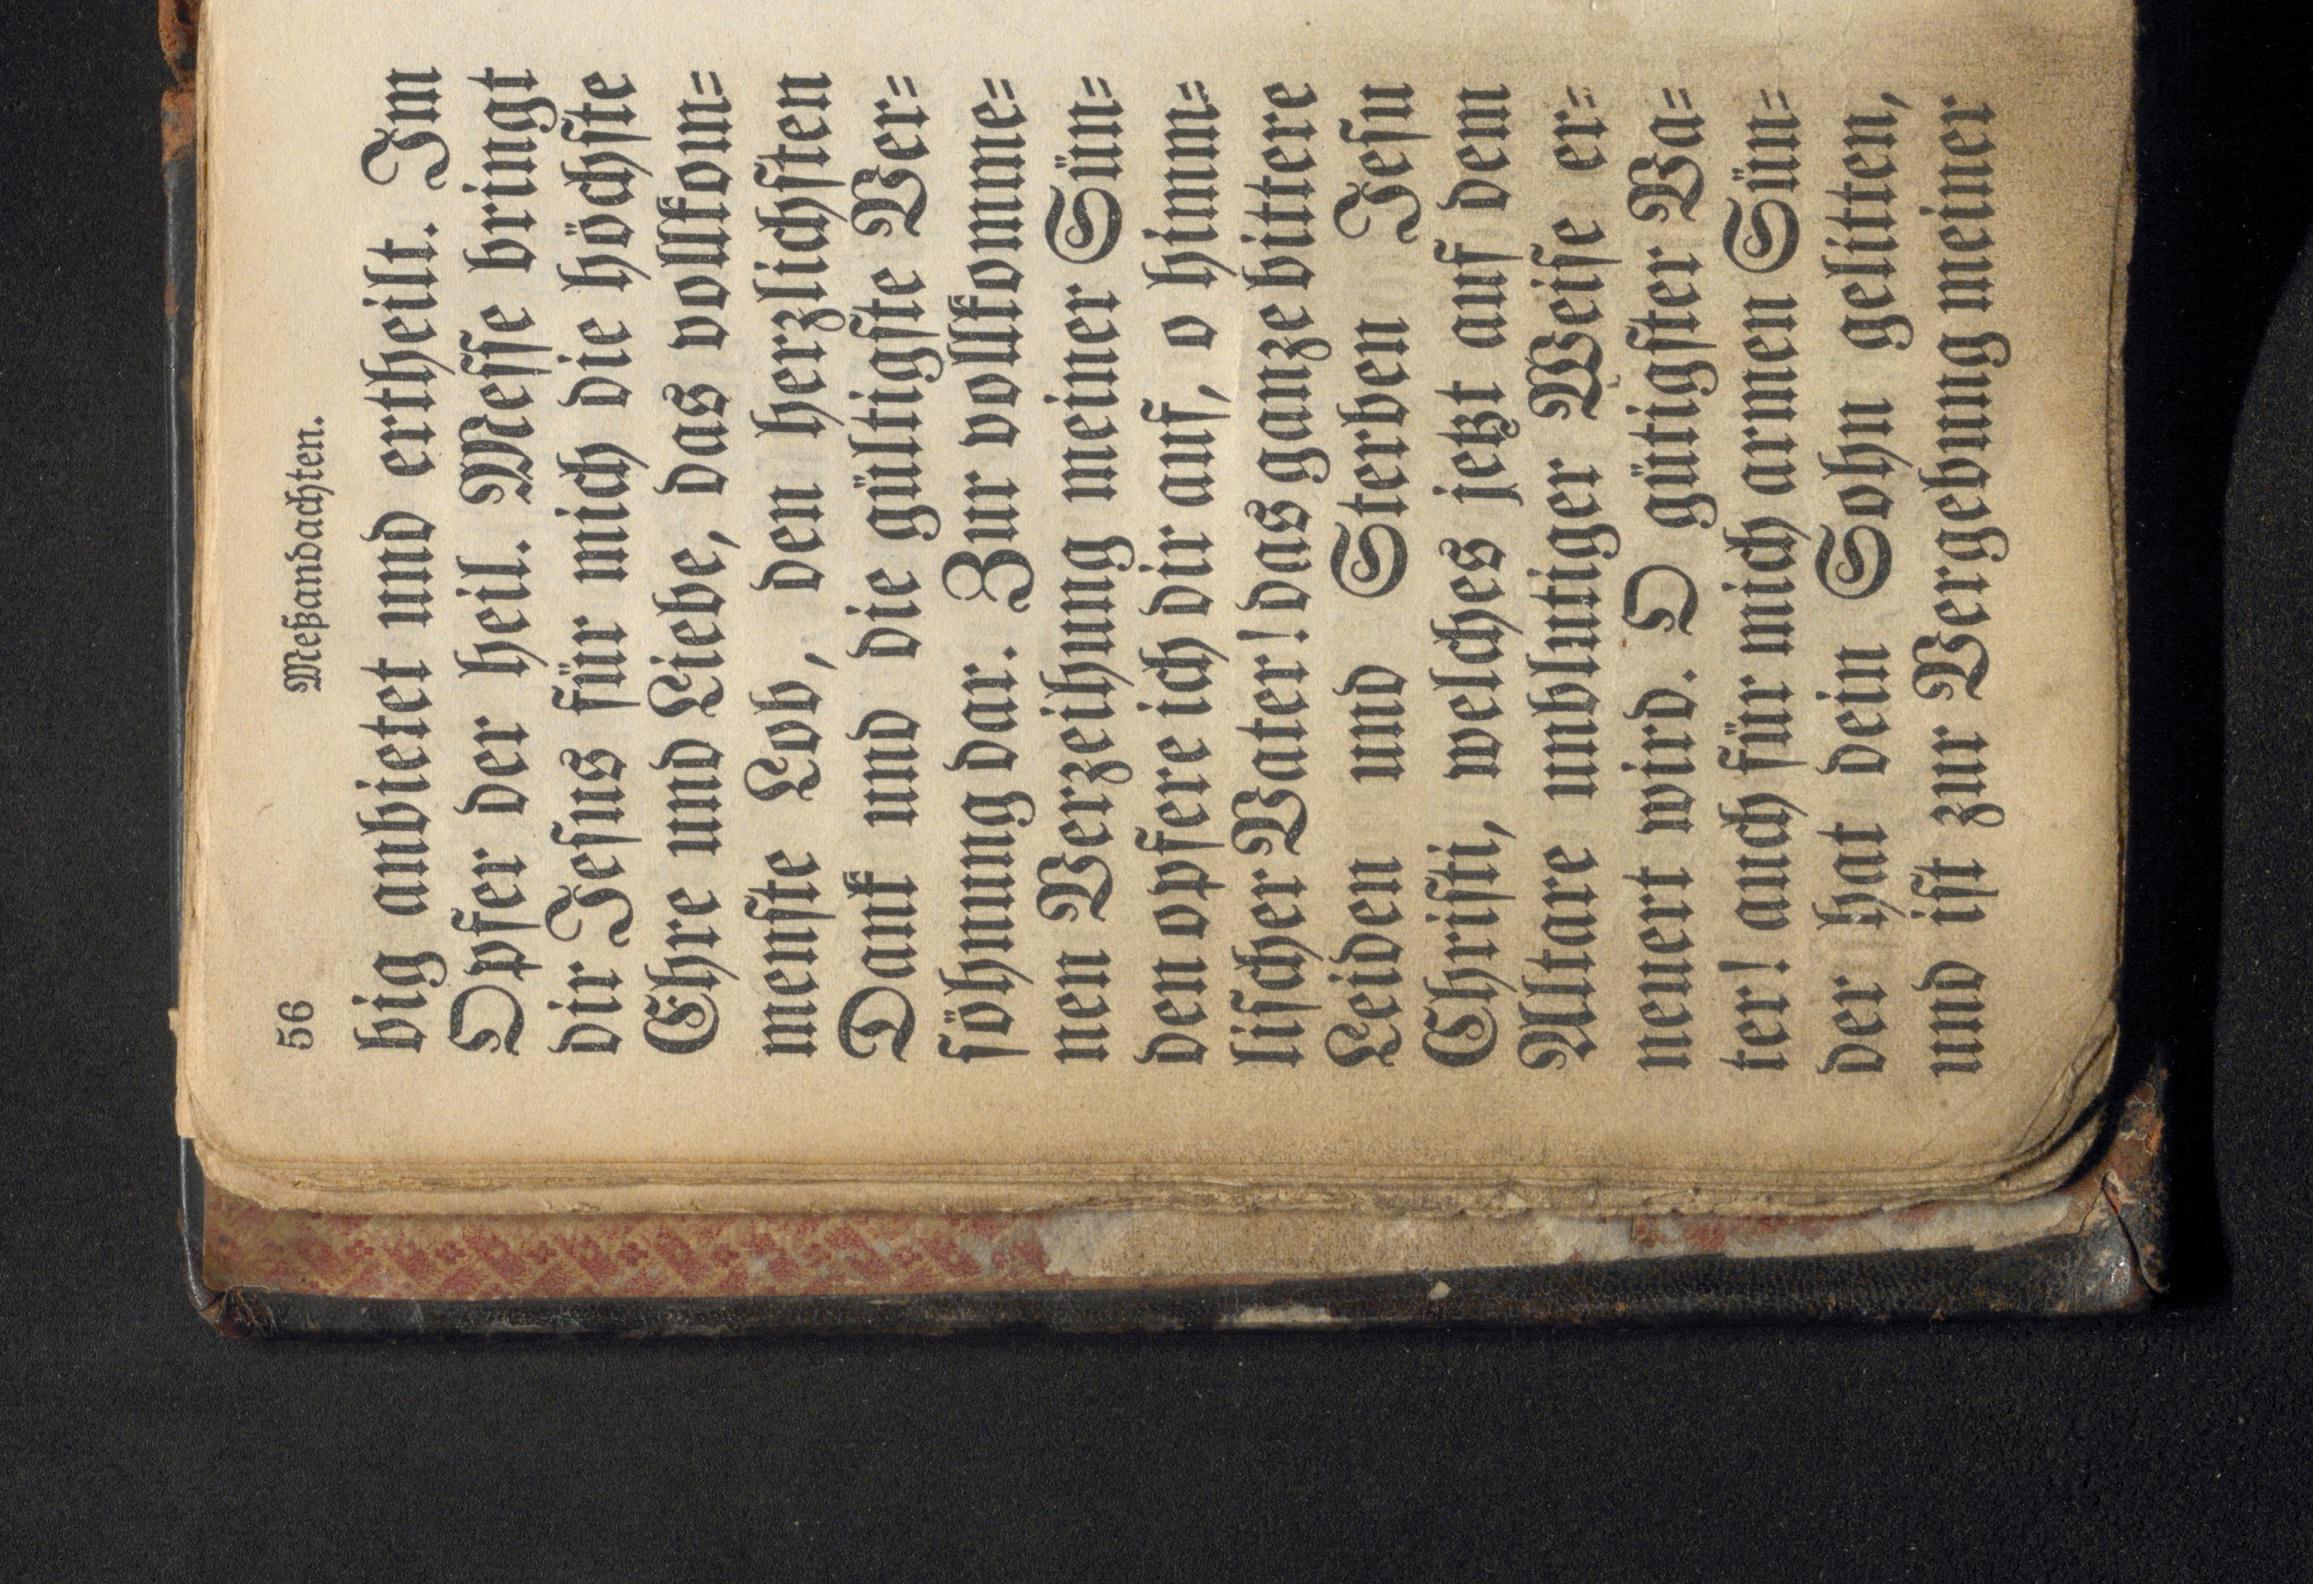 56 Meßandachten.
big anbietet und ertheilt. Im
Opfer der heil. Messe bringt
dir Jesus für mich die höchste
Ehre und Liebe, das vollkom=
menste Lob, den herzlichsten
Dank und die gültigste Ver=
söhnung dar. Zur vollkomme=
nen Verzeihung meiner Sün=
den opfere ich dir auf, o himm=
lischer Vater! das ganze bittere
Leiden und Sterben Jesu
Christi, welches jetzt auf dem
Altare unblutiger Weise er=
neuert wird. O gütigster Va=
ter! auch für mich armen Sün=
der hat dein Sohn gelitten,
und ist zur Vergebung meiner